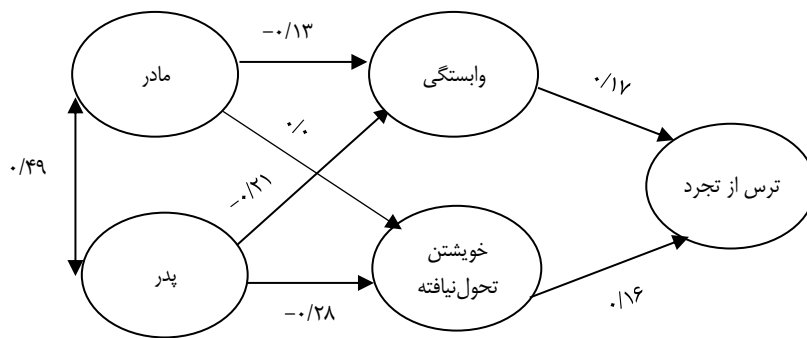 -۰/۱۳
مادر
وابستگی
۰/۱۷
۰/۰
۰/۴۹
-۰/۲۱
ترس از تجرد
پدر
خویشتن
تحول‌نیافته
-۰/۲۸
۰/۱۶